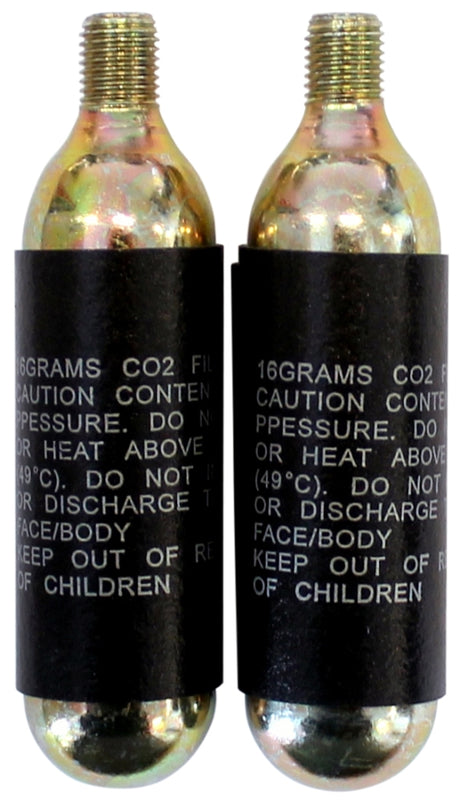 16GRAMS CO2 FIL
CAUTION CONTEN
PPESSURE. DO N
OR HEAT ABOVE
(49°C). DO NOT
OR DISCHARGE T
FACE/BODY
KEEP OUT OF RE
OF CHILDREN
16GRAMS CO2 F
CAUTION CONTE
PPESSURE. DO
OR HEAT ABOVE
(49°C). DO NOT
OR DISCHARGE T
FACE/BODY
KEEP OUT OF RE
OF CHILDREN